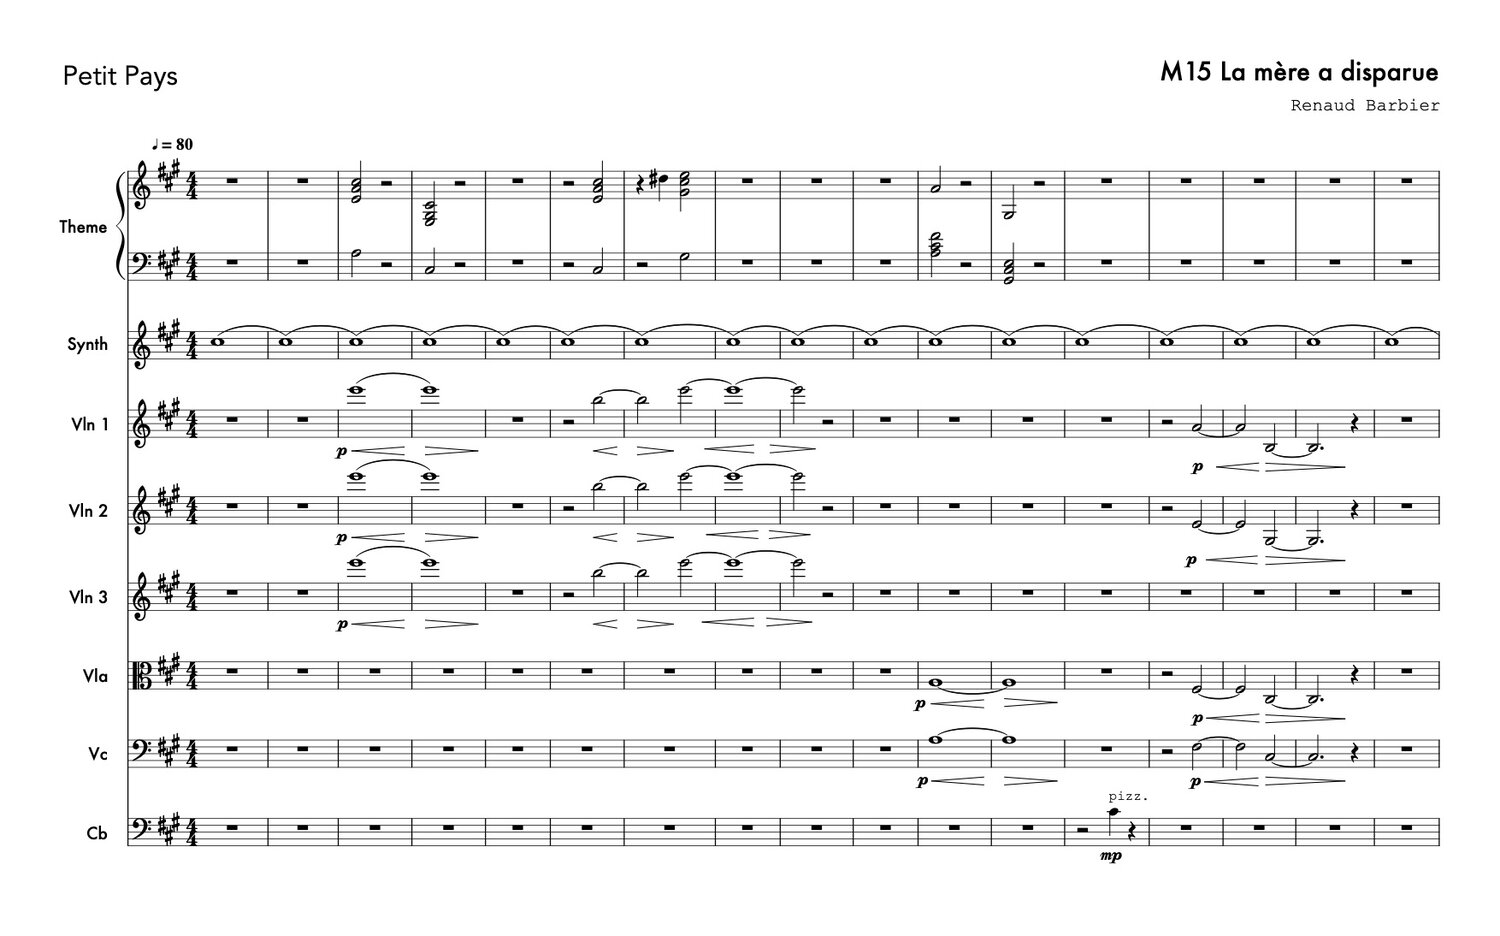 Petit Pays
M15 La mère a disparue
Renaud Barbier
♩ = 80
Theme
Synth
Vln 1
p
p
Vln 2
p
p
Vln 3
p
Vla
p
p
Vc
p
p
pizz.
Cb
mp